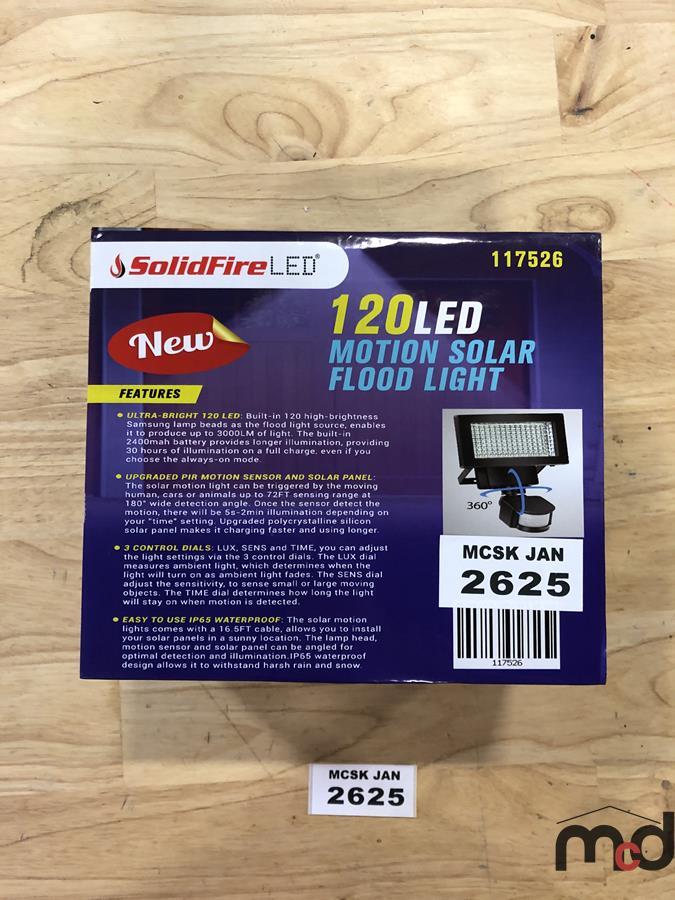 SolidFire LED®
117526
New
120LED
MOTION SOLAR
FLOOD LIGHT
FEATURES
• ULTRA-BRIGHT 120 LED: Built-in 120 high-brightness
Samsung lamp beads as the flood light source, enables
it to produce up to 3000LM of light. The built-in
2400mah battery provides longer illumination, providing
30 hours of illumination on a full charge, even if you
choose the always-on mode.
• UPGRADED PIR MOTION SENSOR AND SOLAR PANEL:
The solar motion light can be triggered by the moving
human, cars or animals up to 72FT sensing range at
180° wide detection angle. Once the sensor detect the
motion, there will be 5s-2min illumination depending on
your "time" setting. Upgraded polycrystalline silicon
solar panel makes it charging faster and using longer.
• 3 CONTROL DIALS: LUX, SENS and TIME, you can adjust
the light settings via the 3 control dials. The LUX dial
measures ambient light, which determines when the
light will turn on as ambient light fades. The SENS dial
adjust the sensitivity, to sense small or large moving
objects. The TIME dial determines how long the light
will stay on when motion is detected.
• EASY TO USE IP65 WATERPROOF: The solar motion
lights comes with a 16.5FT cable, allows you to install
your solar panels in a sunny location. The lamp head,
motion sensor and solar panel can be angled for
optimal detection and illumination.IP65 waterproof
design allows it to withstand harsh rain and snow.
360°
MCSK JAN
2625
117526
MCSK JAN
2625
mcd